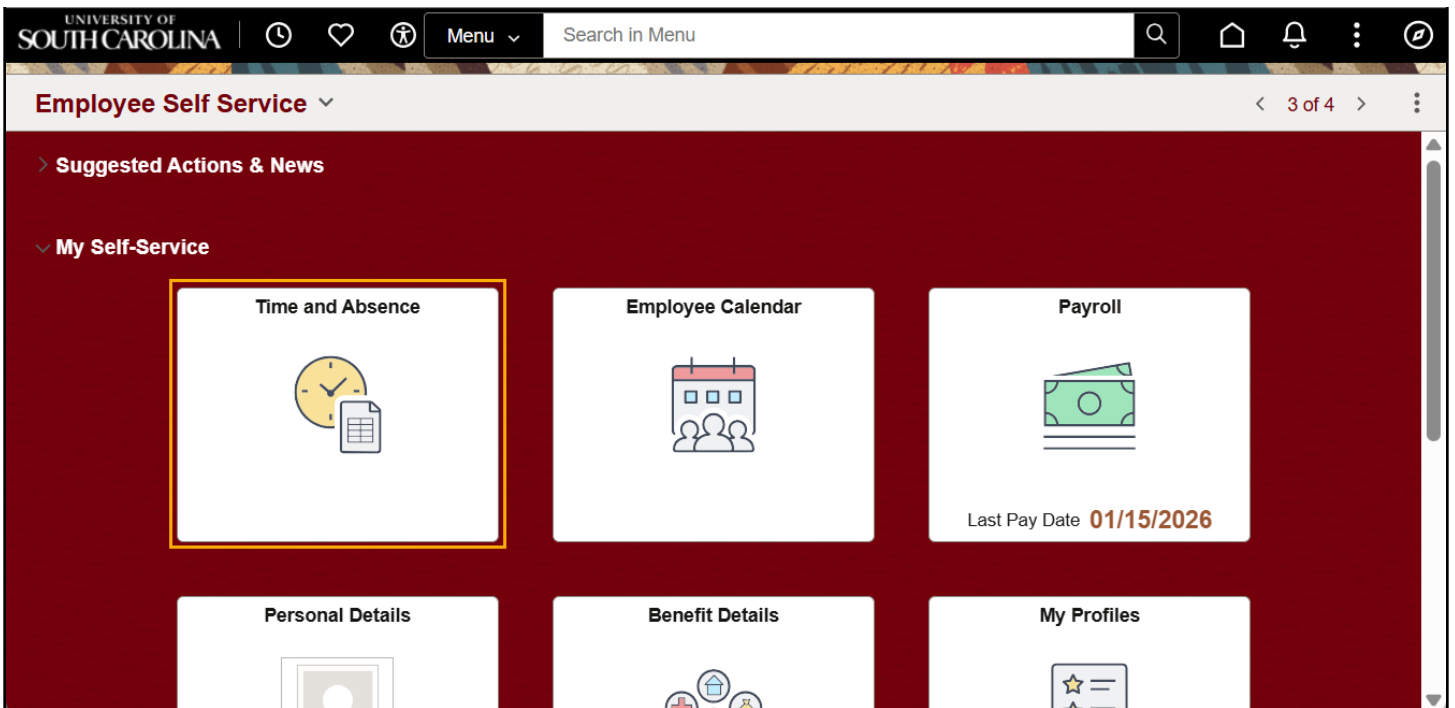 UNIVERSITY OF
SOUTH CAROLINA
Menu
Search in Menu
Employee Self Service
3 of 4
Suggested Actions & News
My Self-Service
Time and Absence
Employee Calendar
Payroll
Last Pay Date 01/15/2026
Personal Details
Benefit Details
My Profiles